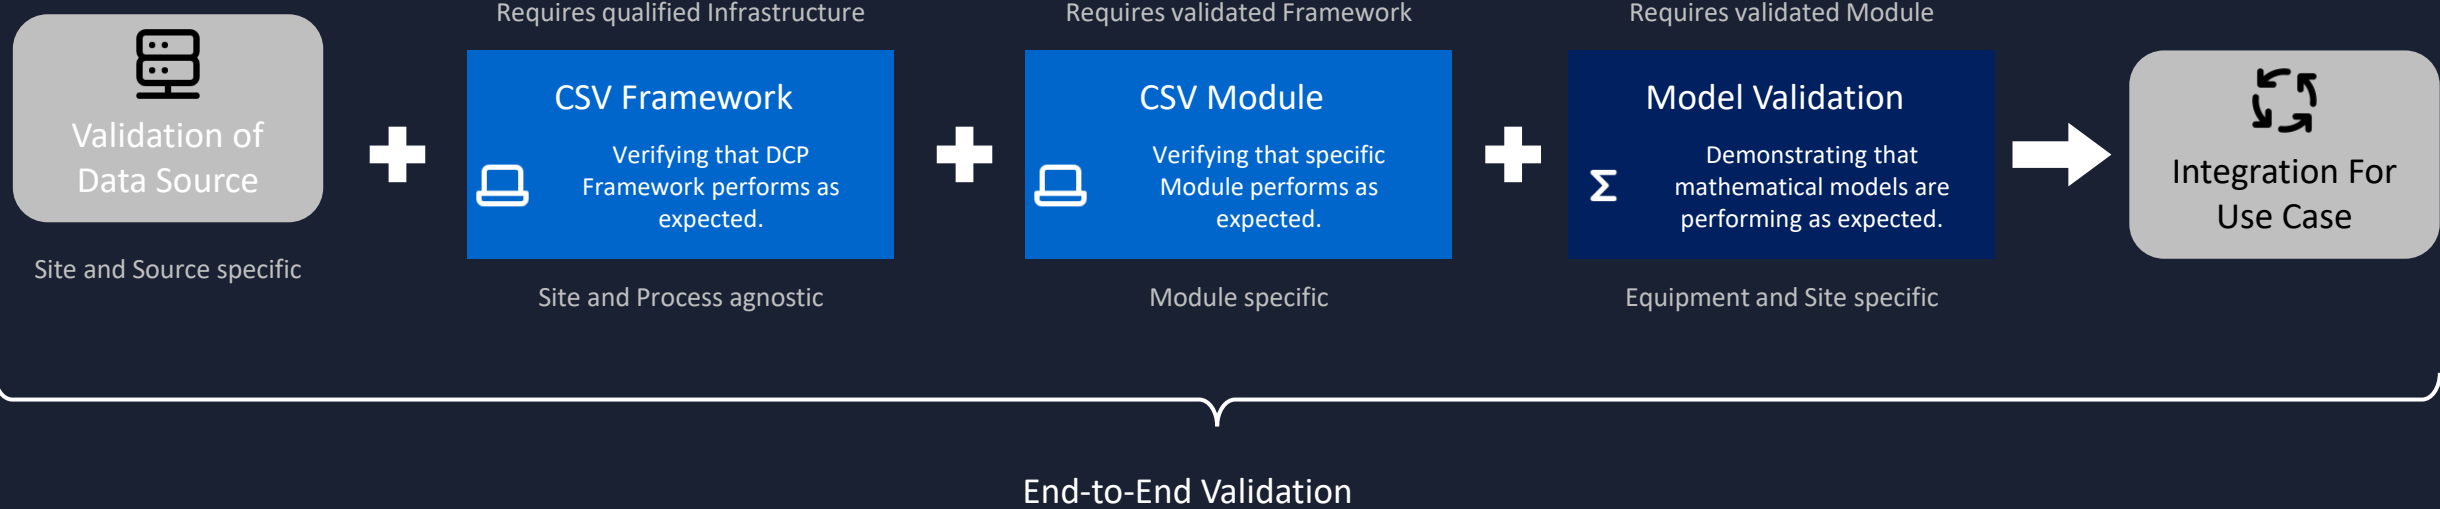 Validation of
Data Source
Site and Source specific
Requires qualified Infrastructure
CSV Framework
Verifying that DCP
Framework performs as
expected.
Site and Process agnostic
Requires validated Framework
CSV Module
Verifying that specific
Module performs as
expected.
Module specific
Requires validated Module
Model Validation
Σ
Demonstrating that
mathematical models are
performing as expected.
Equipment and Site specific
Integration For
Use Case
End-to-End Validation